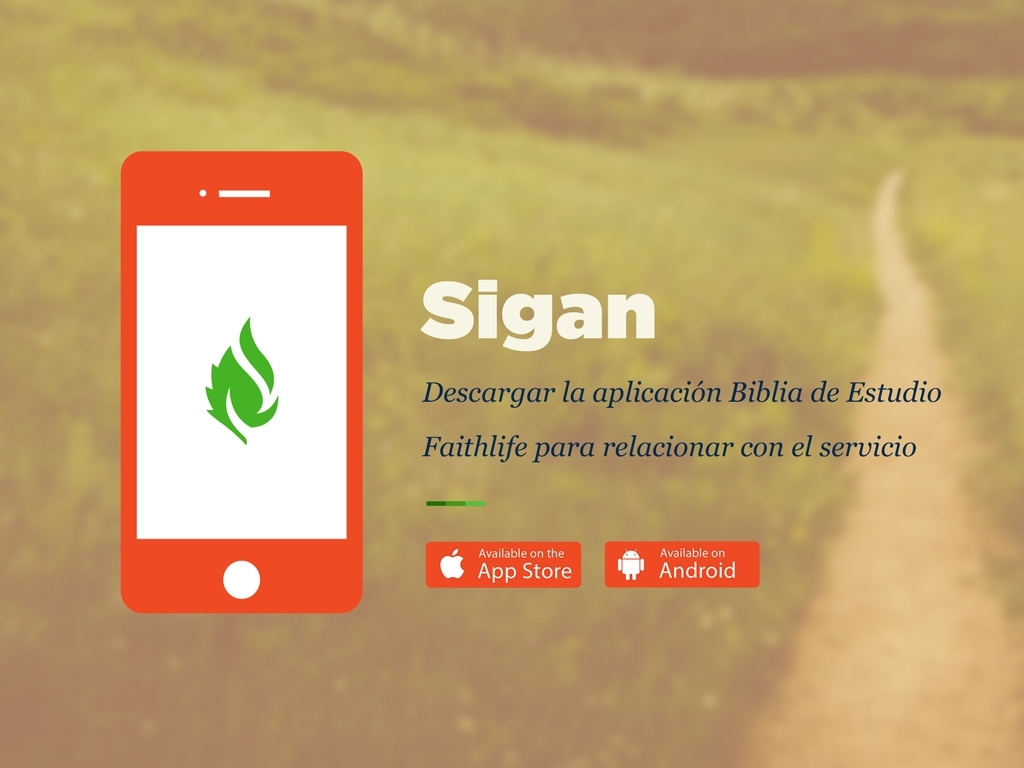 Sigan
Descargar la aplicación Biblia de Estudio
Faithlife para relacionar con el servicio
Available on the
App Store
Available on
Android